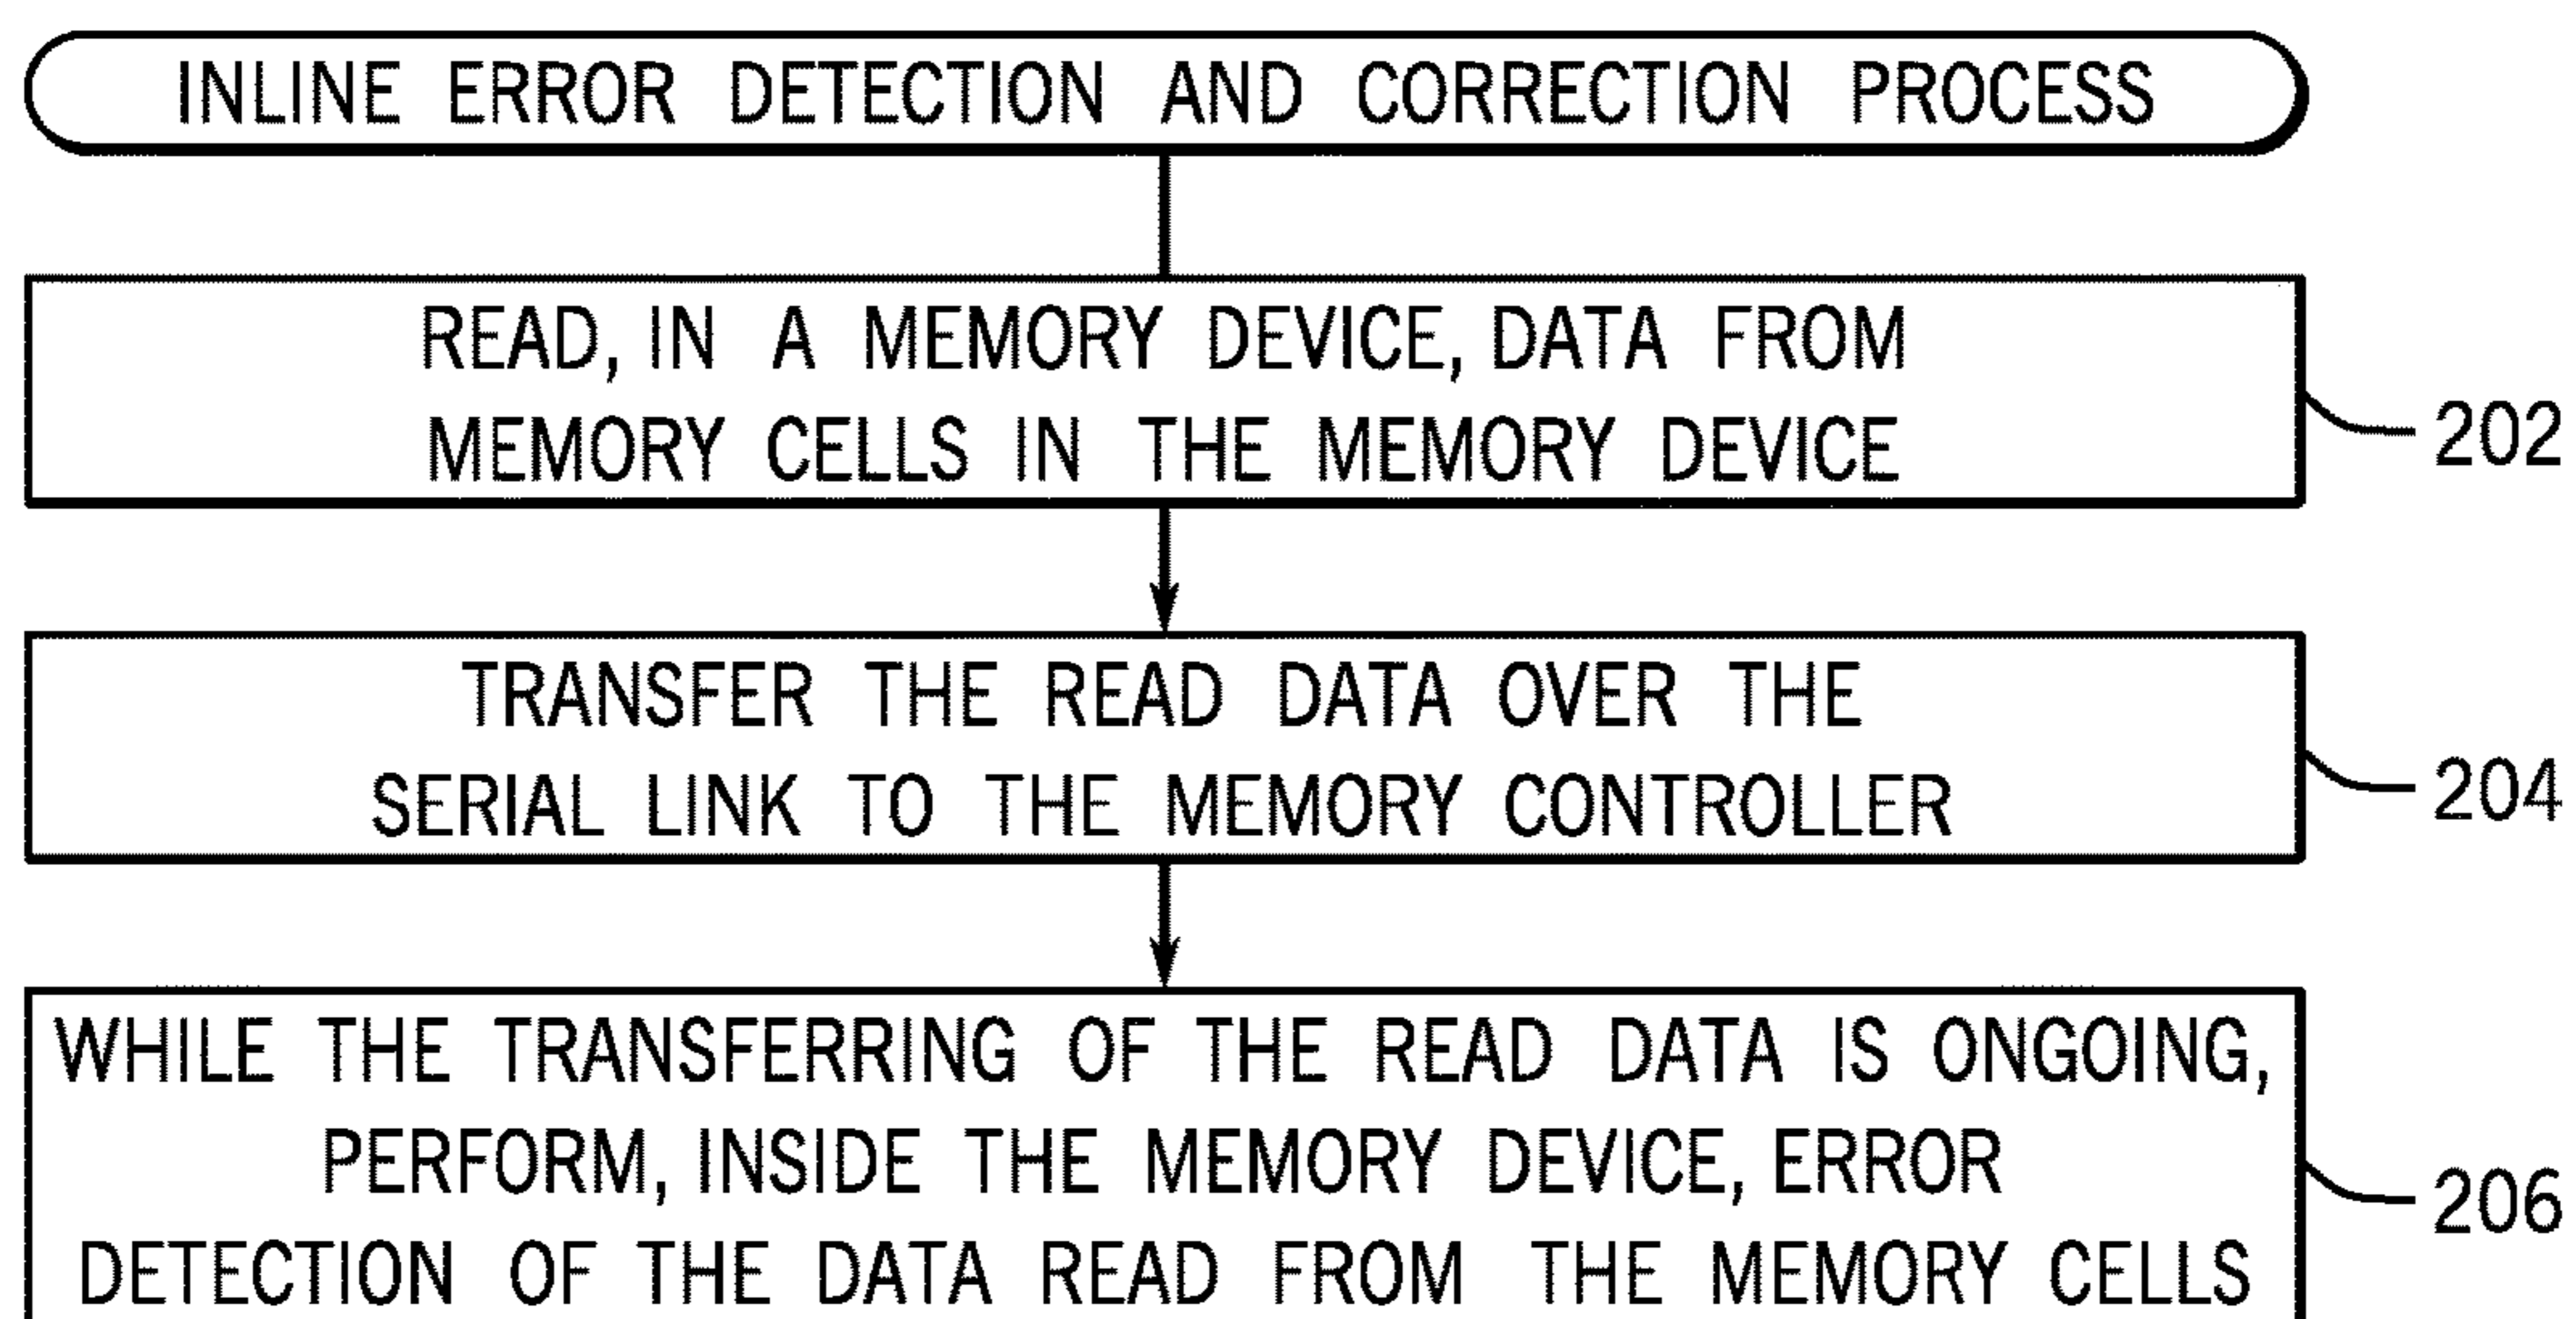 INLINE ERROR DETECTION AND CORRECTION PROCESS
READ, IN A MEMORY DEVICE, DATA FROM
MEMORY CELLS IN THE MEMORY DEVICE
202
TRANSFER THE READ DATA OVER THE
SERIAL LINK TO THE MEMORY CONTROLLER
204
WHILE THE TRANSFERRING OF THE READ DATA IS ONGOING,
PERFORM, INSIDE THE MEMORY DEVICE, ERROR
DETECTION OF THE DATA READ FROM THE MEMORY CELLS
206